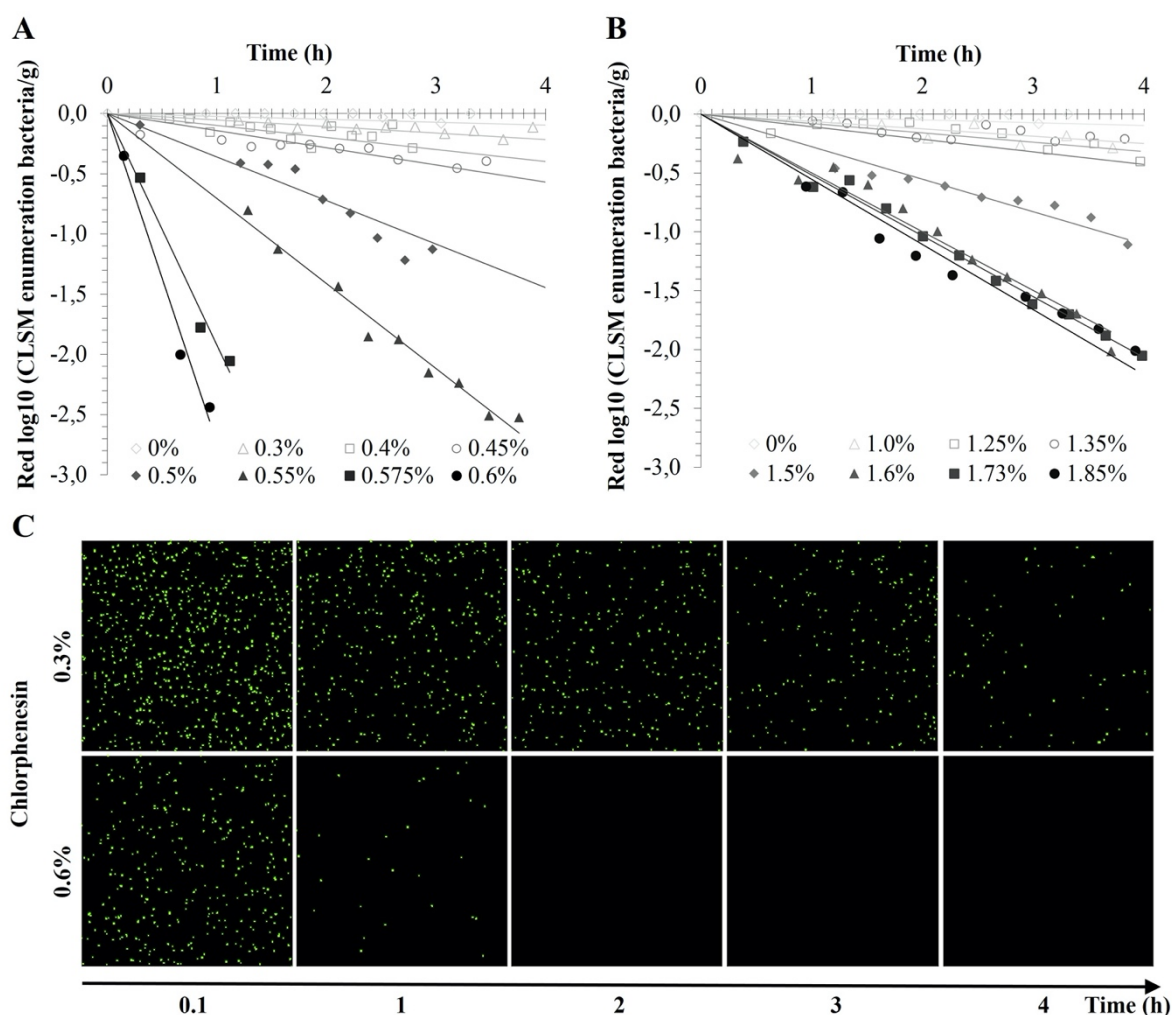 A
Time (h)
0 1 2 3 4
Red log10 (CLSM enumeration bacteria/g)
0,0
-0,5
-1,0
-1,5
-2,0
-2,5
-3,0
0% 0.3% 0.4% 0.45%
0.5% 0.55% 0.575% 0.6%
B
Time (h)
0 1 2 3 4
Red log10 (CLSM enumeration bacteria/g)
0,0
-0,5
-1,0
-1,5
-2,0
-2,5
-3,0
0% 1.0% 1.25% 1.35%
1.5% 1.6% 1.73% 1.85%
C
Chlorphenesin
0.3%
0.6%
0.1 1 2 3 4 Time (h)